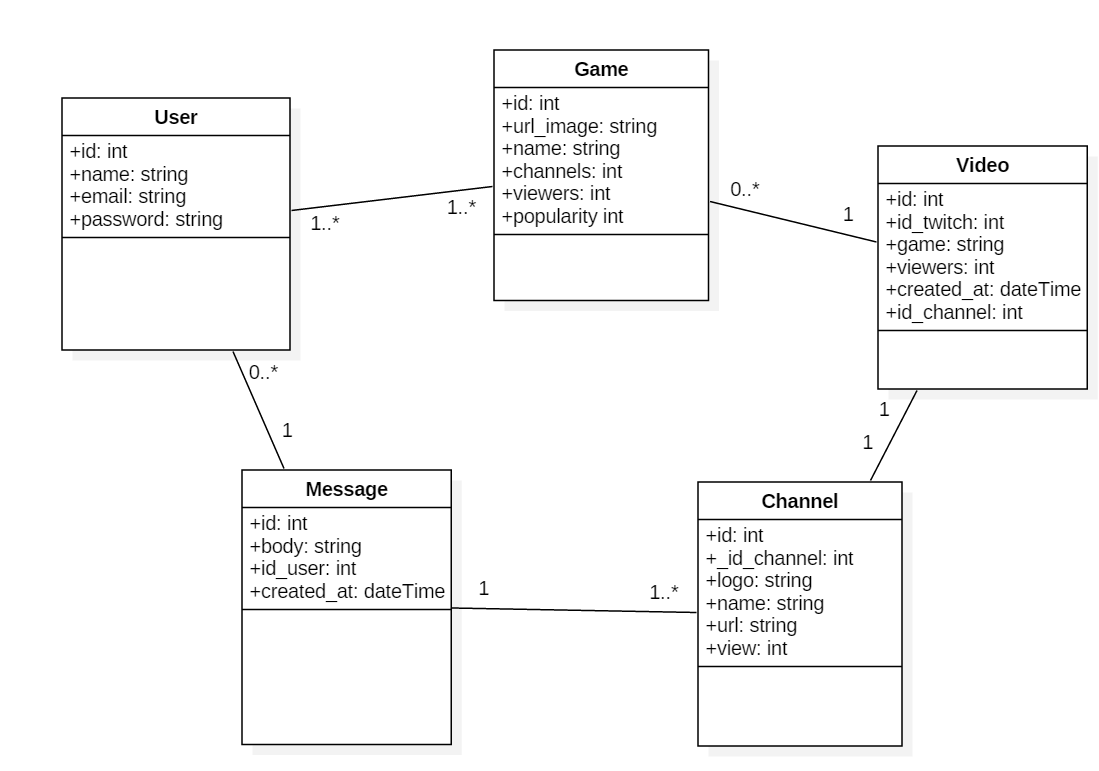 User
+id: int
+name: string
+email: string
+password: string
1..*
1..*
Game
+id: int
+url_image: string
+name: string
+channels: int
+viewers: int
+popularity int
0..*
1
Video
+id: int
+id_twitch: int
+game: string
+viewers: int
+created_at: dateTime
+id_channel: int
0..*
1
1
1
Message
+id: int
+body: string
+id_user: int
+created_at: dateTime
1
1..*
Channel
+id: int
+_id_channel: int
+logo: string
+name: string
+url: string
+view: int